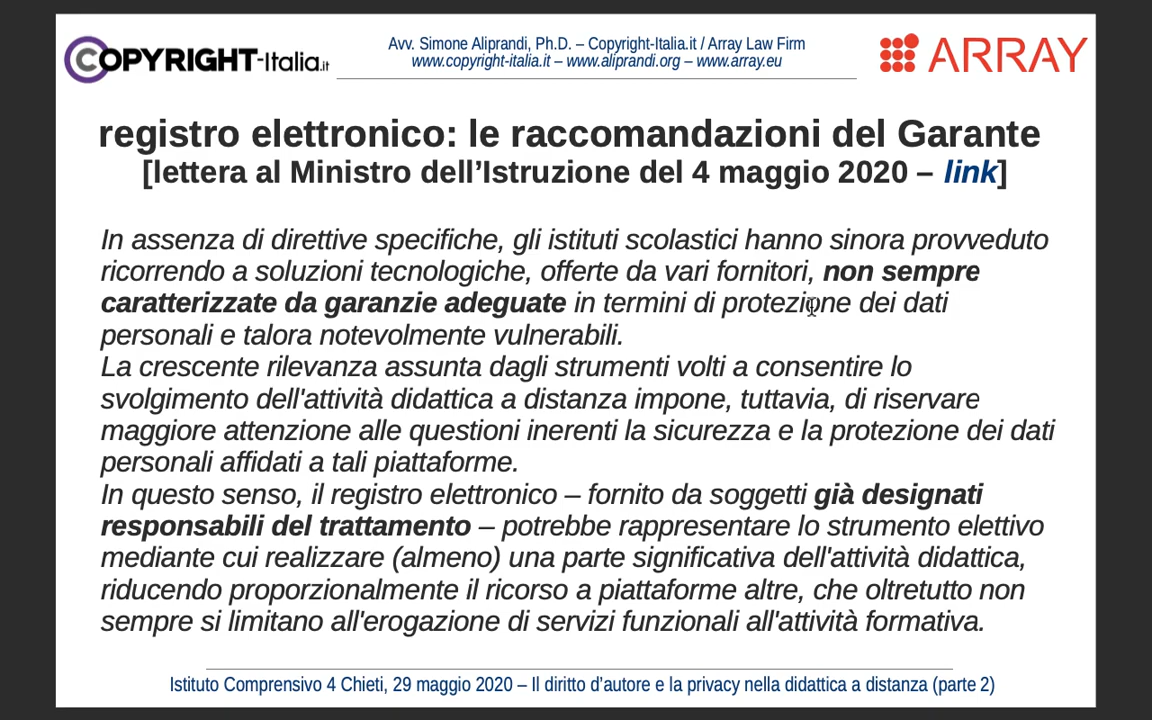 COPYRIGHT-Italia.it
Avv. Simone Aliprandi, Ph.D. – Copyright-Italia.it / Array Law Firm
www.copyright-italia.it – www.aliprandi.org – www.array.eu
ARRAY
registro elettronico: le raccomandazioni del Garante
[lettera al Ministro dell’Istruzione del 4 maggio 2020 – link]
In assenza di direttive specifiche, gli istituti scolastici hanno sinora provveduto
ricorrendo a soluzioni tecnologiche, offerte da vari fornitori, non sempre
caratterizzate da garanzie adeguate in termini di protezione dei dati
personali e talora notevolmente vulnerabili.
La crescente rilevanza assunta dagli strumenti volti a consentire lo
svolgimento dell'attività didattica a distanza impone, tuttavia, di riservare
maggiore attenzione alle questioni inerenti la sicurezza e la protezione dei dati
personali affidati a tali piattaforme.
In questo senso, il registro elettronico – fornito da soggetti già designati
responsabili del trattamento – potrebbe rappresentare lo strumento elettivo
mediante cui realizzare (almeno) una parte significativa dell'attività didattica,
riducendo proporzionalmente il ricorso a piattaforme altre, che oltretutto non
sempre si limitano all'erogazione di servizi funzionali all'attività formativa.
Istituto Comprensivo 4 Chieti, 29 maggio 2020 – Il diritto d’autore e la privacy nella didattica a distanza (parte 2)